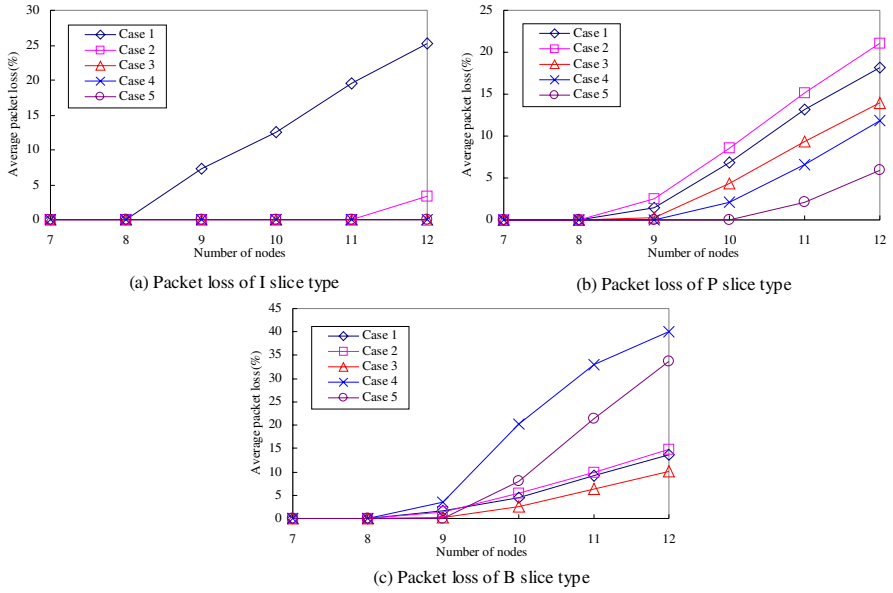 30
25
20
15
10
5
0
Average packet loss(%)
Case 1
Case 2
Case 3
Case 4
Case 5
7 8 9 10 11 12
Number of nodes
(a) Packet loss of I slice type
25
20
15
10
5
0
Average packet loss(%)
Case 1
Case 2
Case 3
Case 4
Case 5
7 8 9 10 11 12
Number of nodes
(b) Packet loss of P slice type
45
40
35
30
25
20
15
10
5
0
Average packet loss(%)
Case 1
Case 2
Case 3
Case 4
Case 5
7 8 9 10 11 12
Number of nodes
(c) Packet loss of B slice type